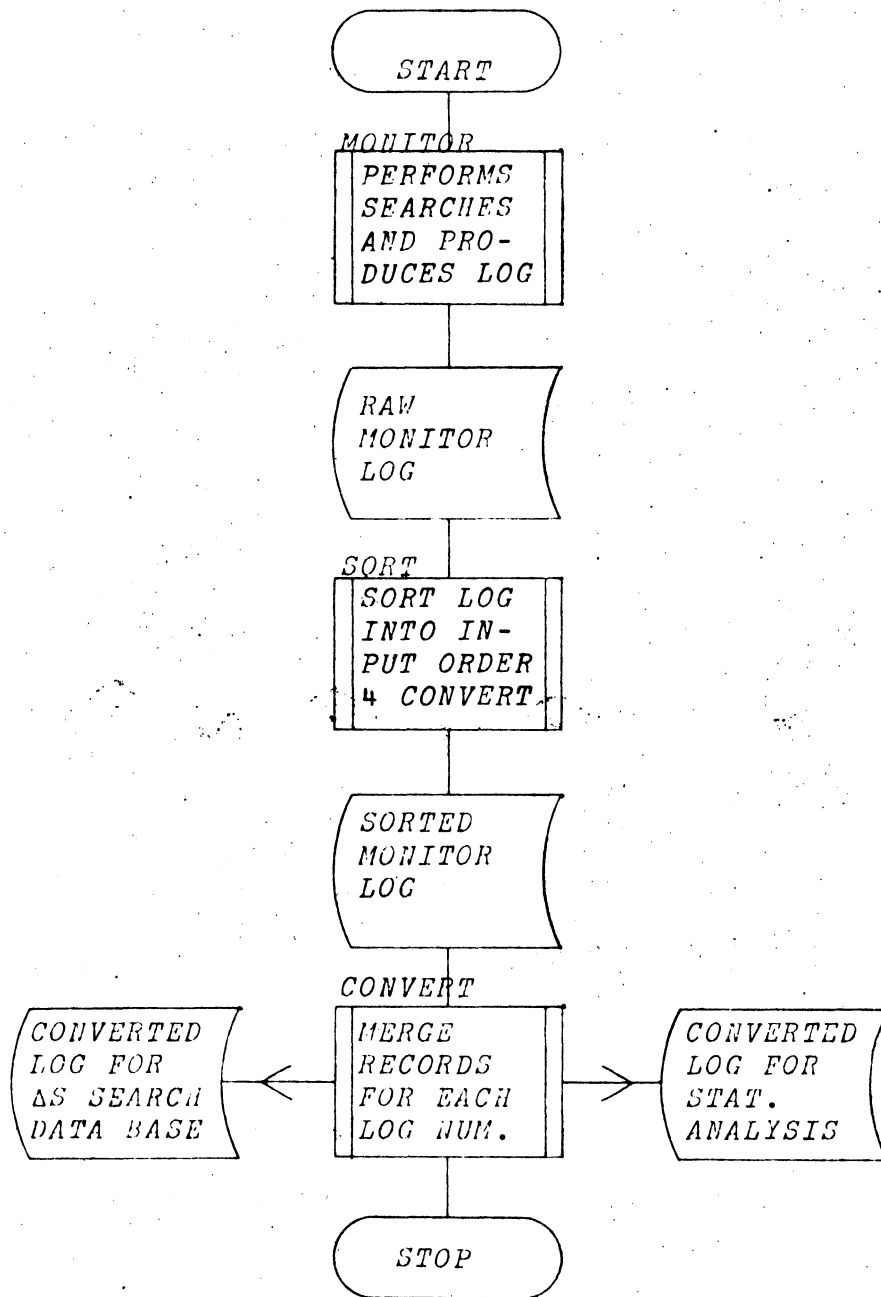 START
MONITOR
PERFORMS
SEARCHES
AND PRO-
DUCES LOG
RAW
MONITOR
LOG
SORT
SORT LOG
INTO IN-
PUT ORDER
4 CONVERT
SORTED
MONITOR
LOG
CONVERT
CONVERTED
LOG FOR
ΔS SEARCH
DATA BASE
MERGE
RECORDS
FOR EACH
LOG NUM.
CONVERTED
LOG FOR
STAT.
ANALYSIS
STOP